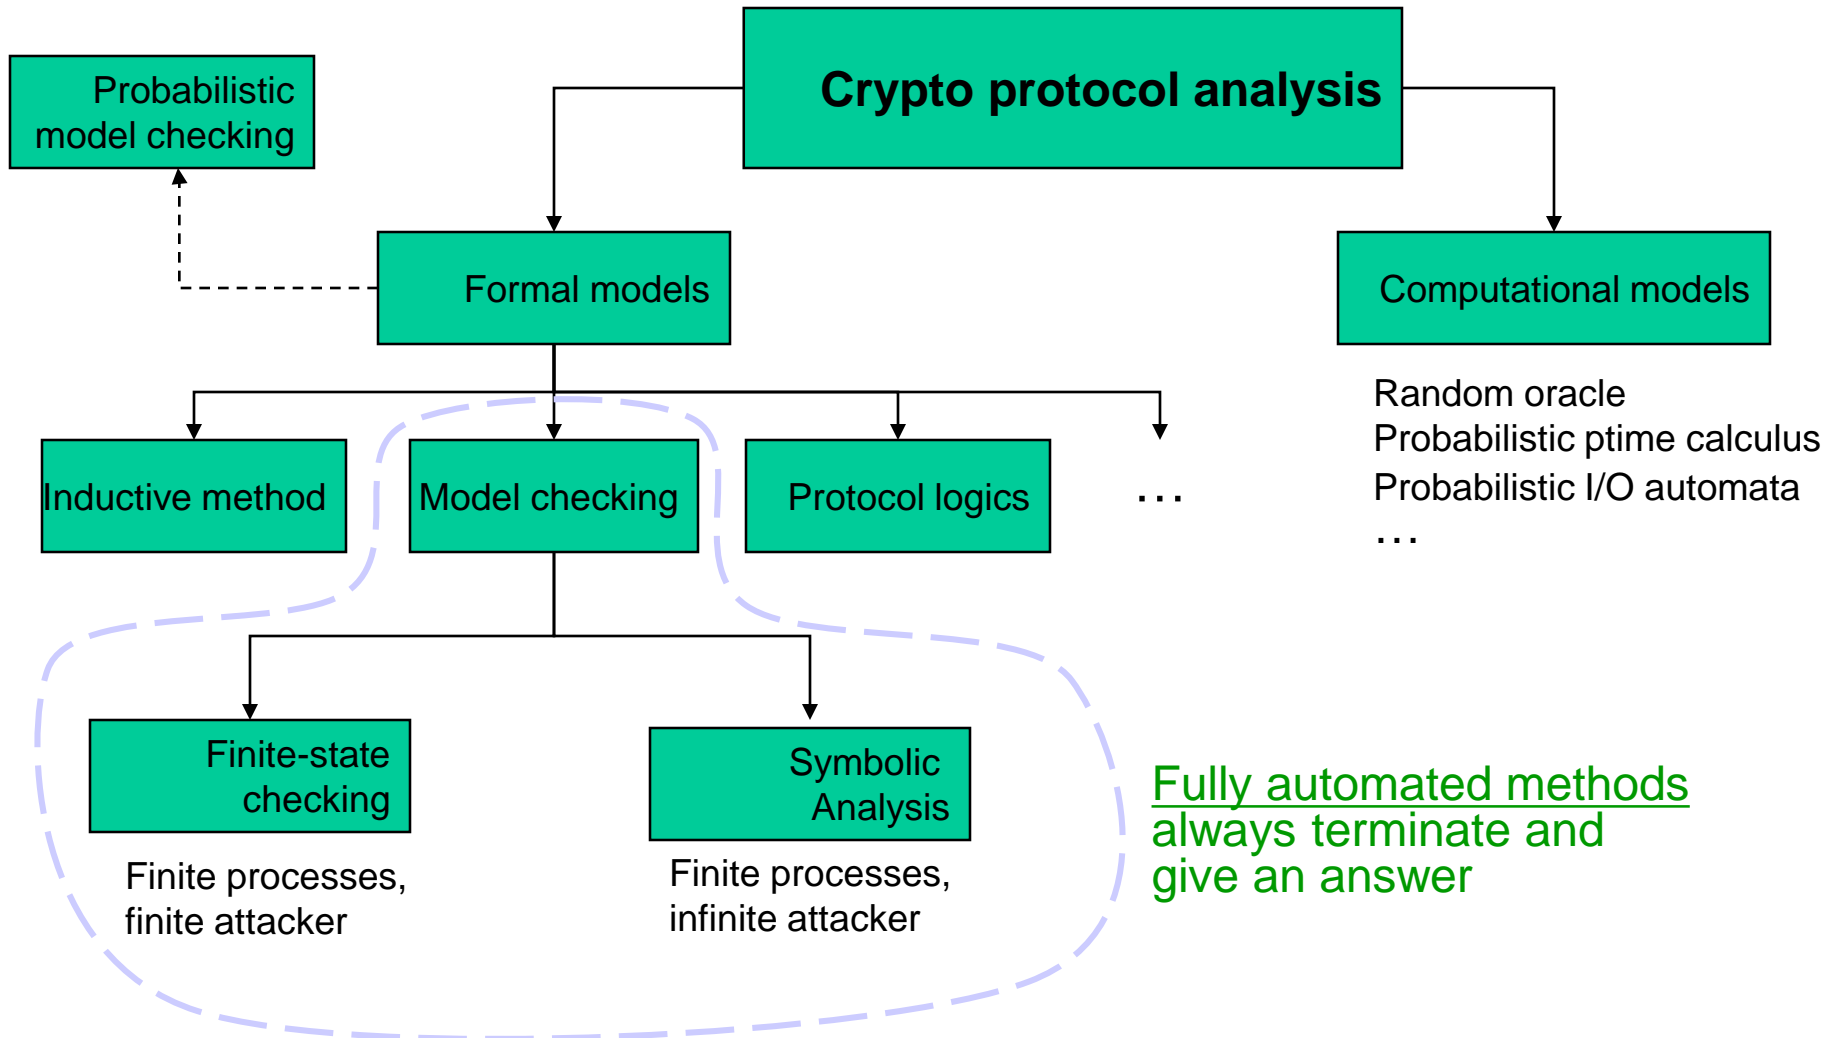 Crypto protocol analysis
Probabilistic
model checking
Formal models
Computational models
Random oracle
Probabilistic ptime calculus
Probabilistic I/O automata
…
Inductive method
Model checking
Protocol logics
…
Finite-state
checking
Symbolic
Analysis
Finite processes,
finite attacker
Finite processes,
infinite attacker
Fully automated methods
always terminate and
give an answer